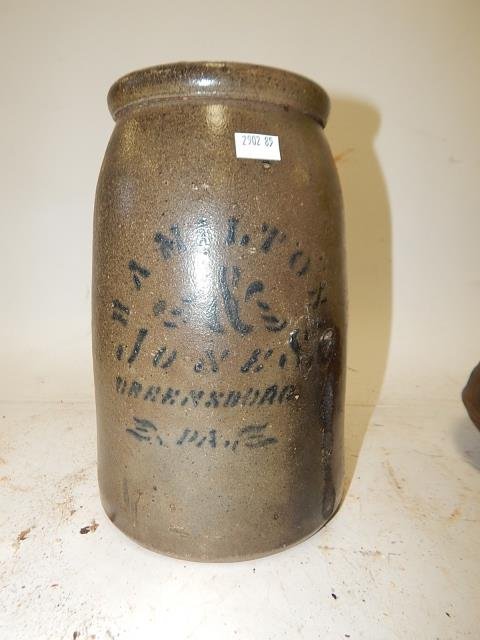 2902 85
HAMILTON
&
JONES
GREENSBORO
PA.